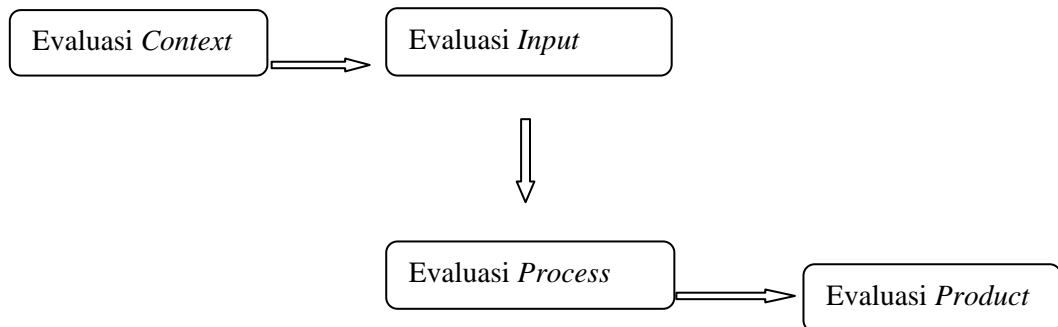 Evaluasi Context
Evaluasi Input
Evaluasi Process
Evaluasi Product